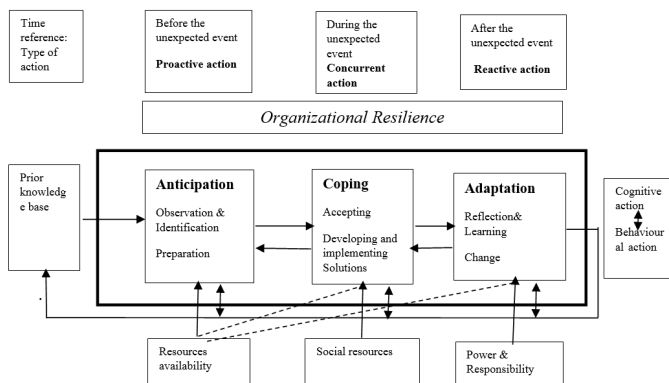 Time
reference:
Type of
action
Before the
unexpected event
Proactive action
During the
unexpected
event
Concurrent
action
After the
unexpected event
Reactive action
Organizational Resilience
Prior
knowledg
e base
Anticipation
Observation &
Identification
Preparation
Coping
Accepting
Developing and
implementing
Solutions
Adaptation
Reflection&
Learning
Change
Cognitive
action
Behaviour
al action
Resources
availability
Social resources
Power &
Responsibility